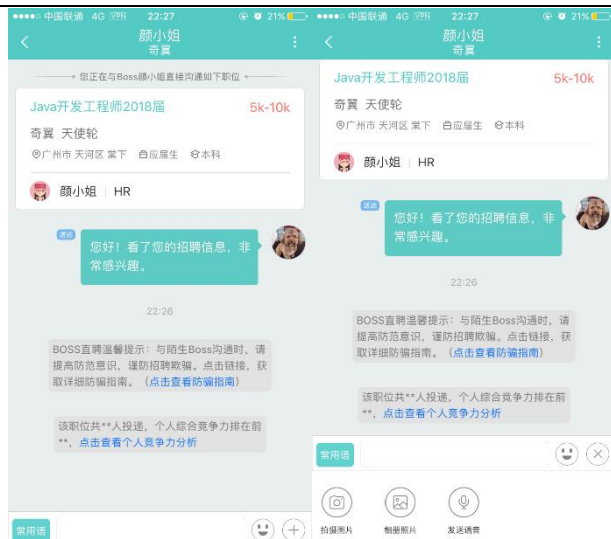 中国联通 4G VPN 22:27 21%
颜小姐
奇翼
您正在与Boss颜小姐直接沟通如下职位
Java开发工程师2018届 5k-10k
奇翼 天使轮
广州市 天河区 棠下 应届生 本科
颜小姐 | HR
送达
您好！看了您的招聘信息，非
常感兴趣。
22:26
BOSS直聘温馨提示：与陌生Boss沟通时，请
提高防范意识，谨防招聘欺骗。点击链接，获
取详细防骗指南。（点击查看防骗指南）
该职位共**人投递，个人综合竞争力排在前
**，点击查看个人竞争力分析
常用语
中国联通 4G VPN 22:27 21%
颜小姐
奇翼
Java开发工程师2018届 5k-10k
奇翼 天使轮
广州市 天河区 棠下 应届生 本科
颜小姐 | HR
送达
您好！看了您的招聘信息，非
常感兴趣。
22:26
BOSS直聘温馨提示：与陌生Boss沟通时，请
提高防范意识，谨防招聘欺骗。点击链接，获
取详细防骗指南。（点击查看防骗指南）
该职位共**人投递，个人综合竞争力排在前
**，点击查看个人竞争力分析
常用语
拍摄图片 相册照片 发送语音